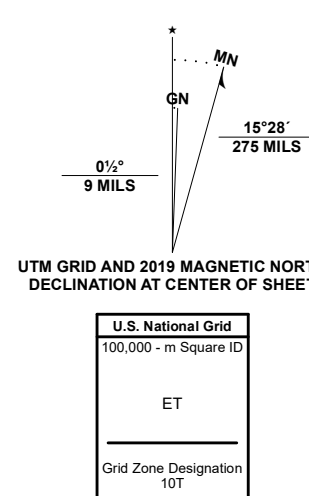 ★
MN
GN
15°28´
275 MILS
0½°
9 MILS
UTM GRID AND 2019 MAGNETIC NORT
DECLINATION AT CENTER OF SHEET
U.S. National Grid
100,000 - m Square ID
ET
Grid Zone Designation
10T